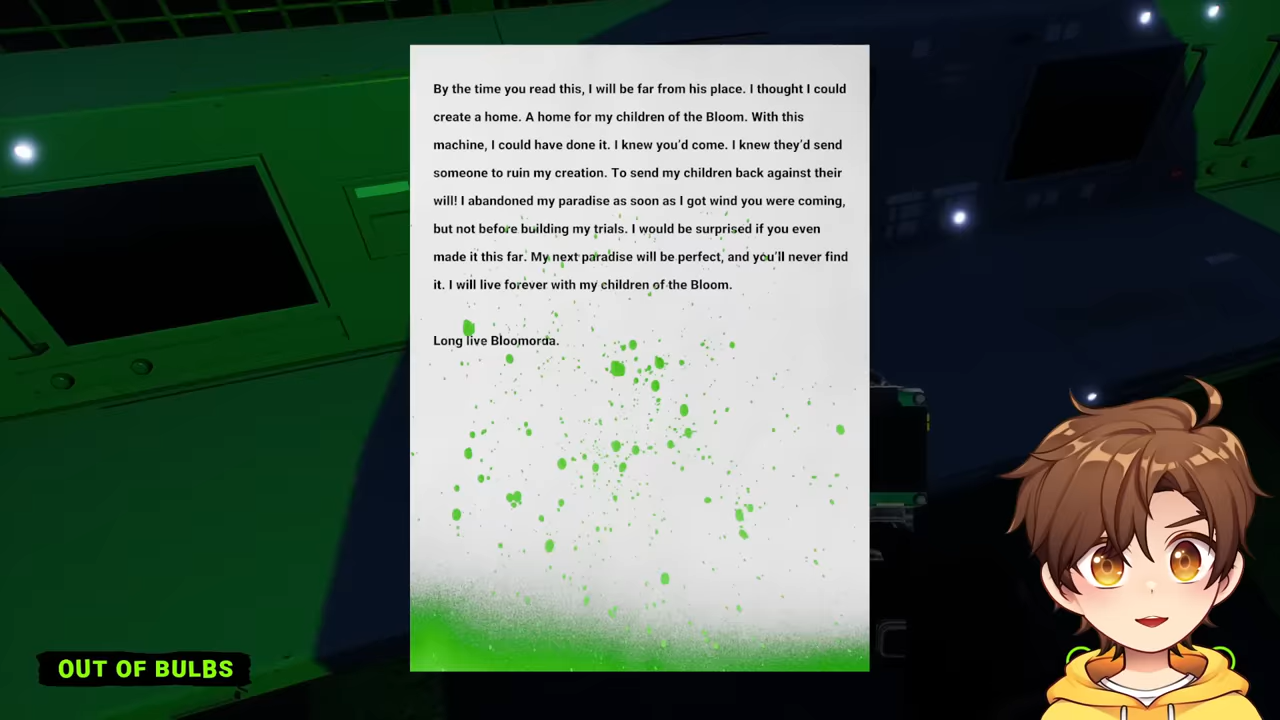 By the time you read this, I will be far from his place. I thought I could
create a home. A home for my children of the Bloom. With this
machine, I could have done it. I knew you'd come. I knew they'd send
someone to ruin my creation. To send my children back against their
will! I abandoned my paradise as soon as I got wind you were coming,
but not before building my trials. I would be surprised if you even
made it this far. My next paradise will be perfect, and you'll never find
it. I will live forever with my children of the Bloom.
Long live Bloomorda.
OUT OF BULBS